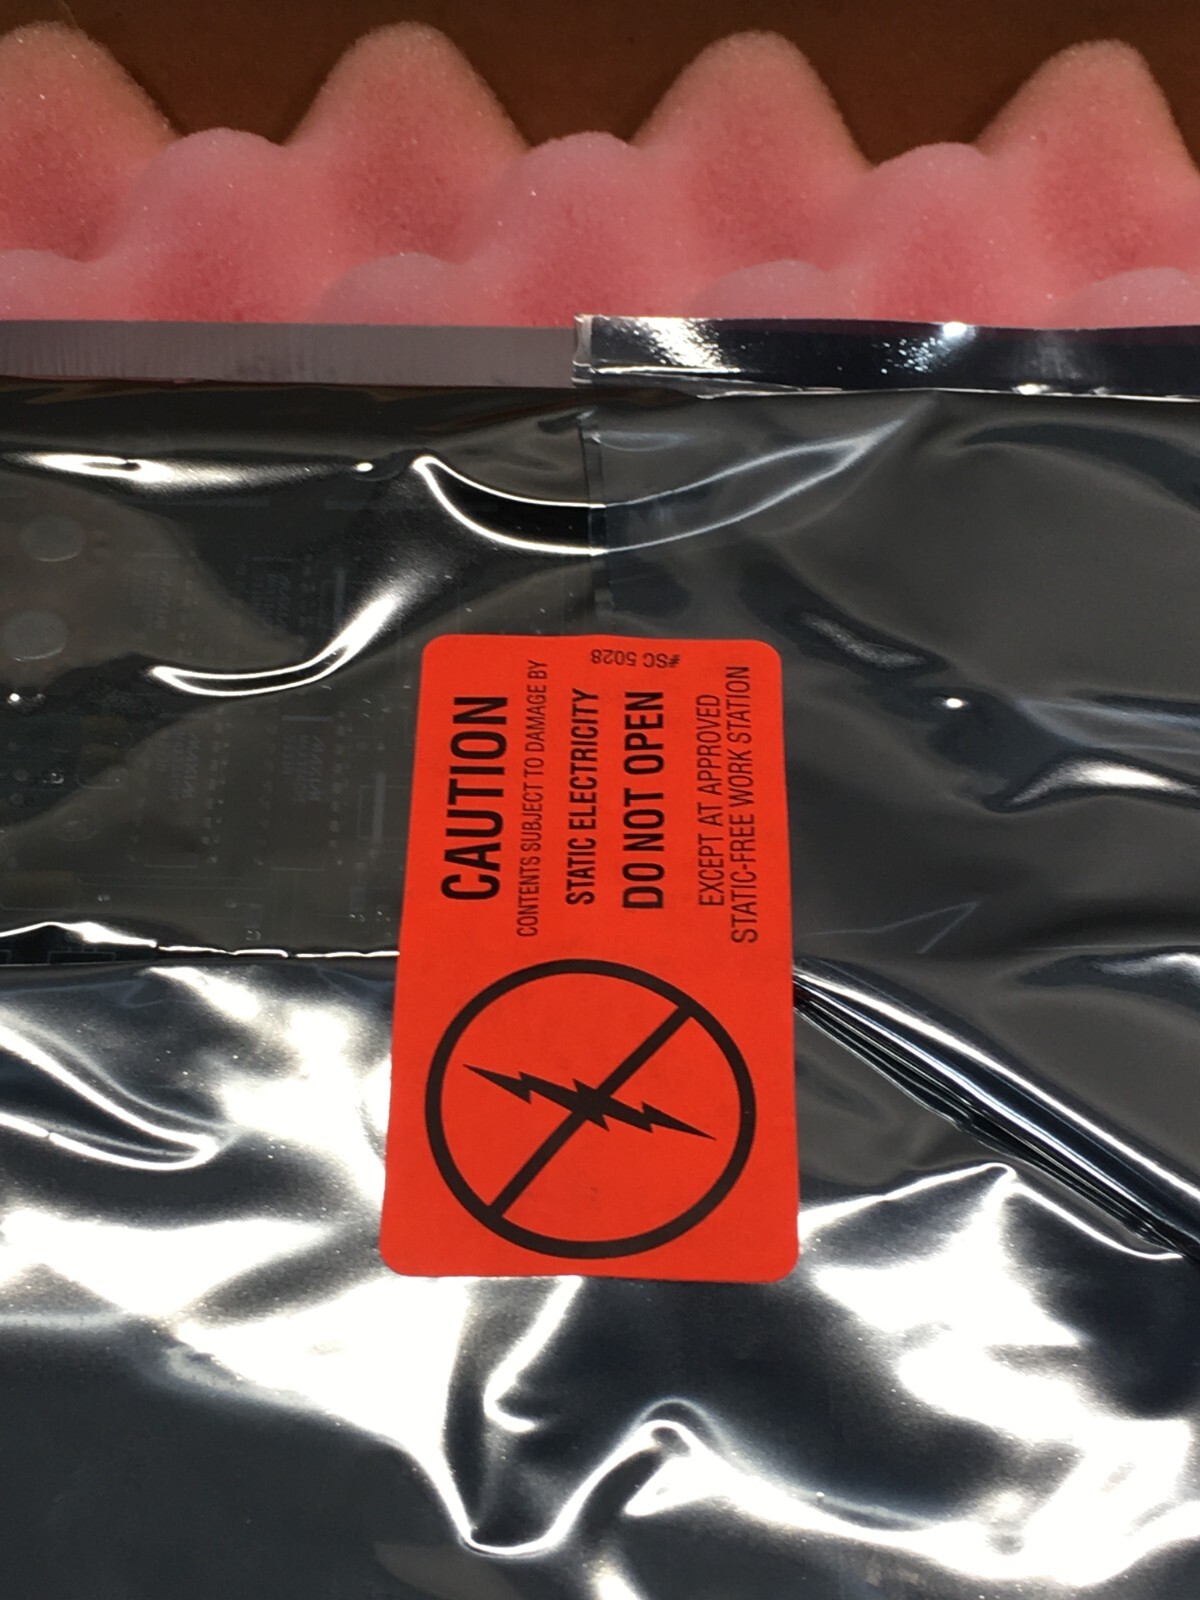 CAUTION
CONTENTS SUBJECT TO DAMAGE BY
STATIC ELECTRICITY
DO NOT OPEN
EXCEPT AT APPROVED
STATIC-FREE WORK STATION
#SC 5028